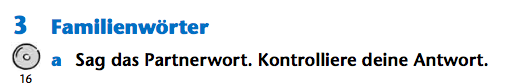 3 Familienwörter
a Sag das Partnerwort. Kontrolliere deine Antwort.
16